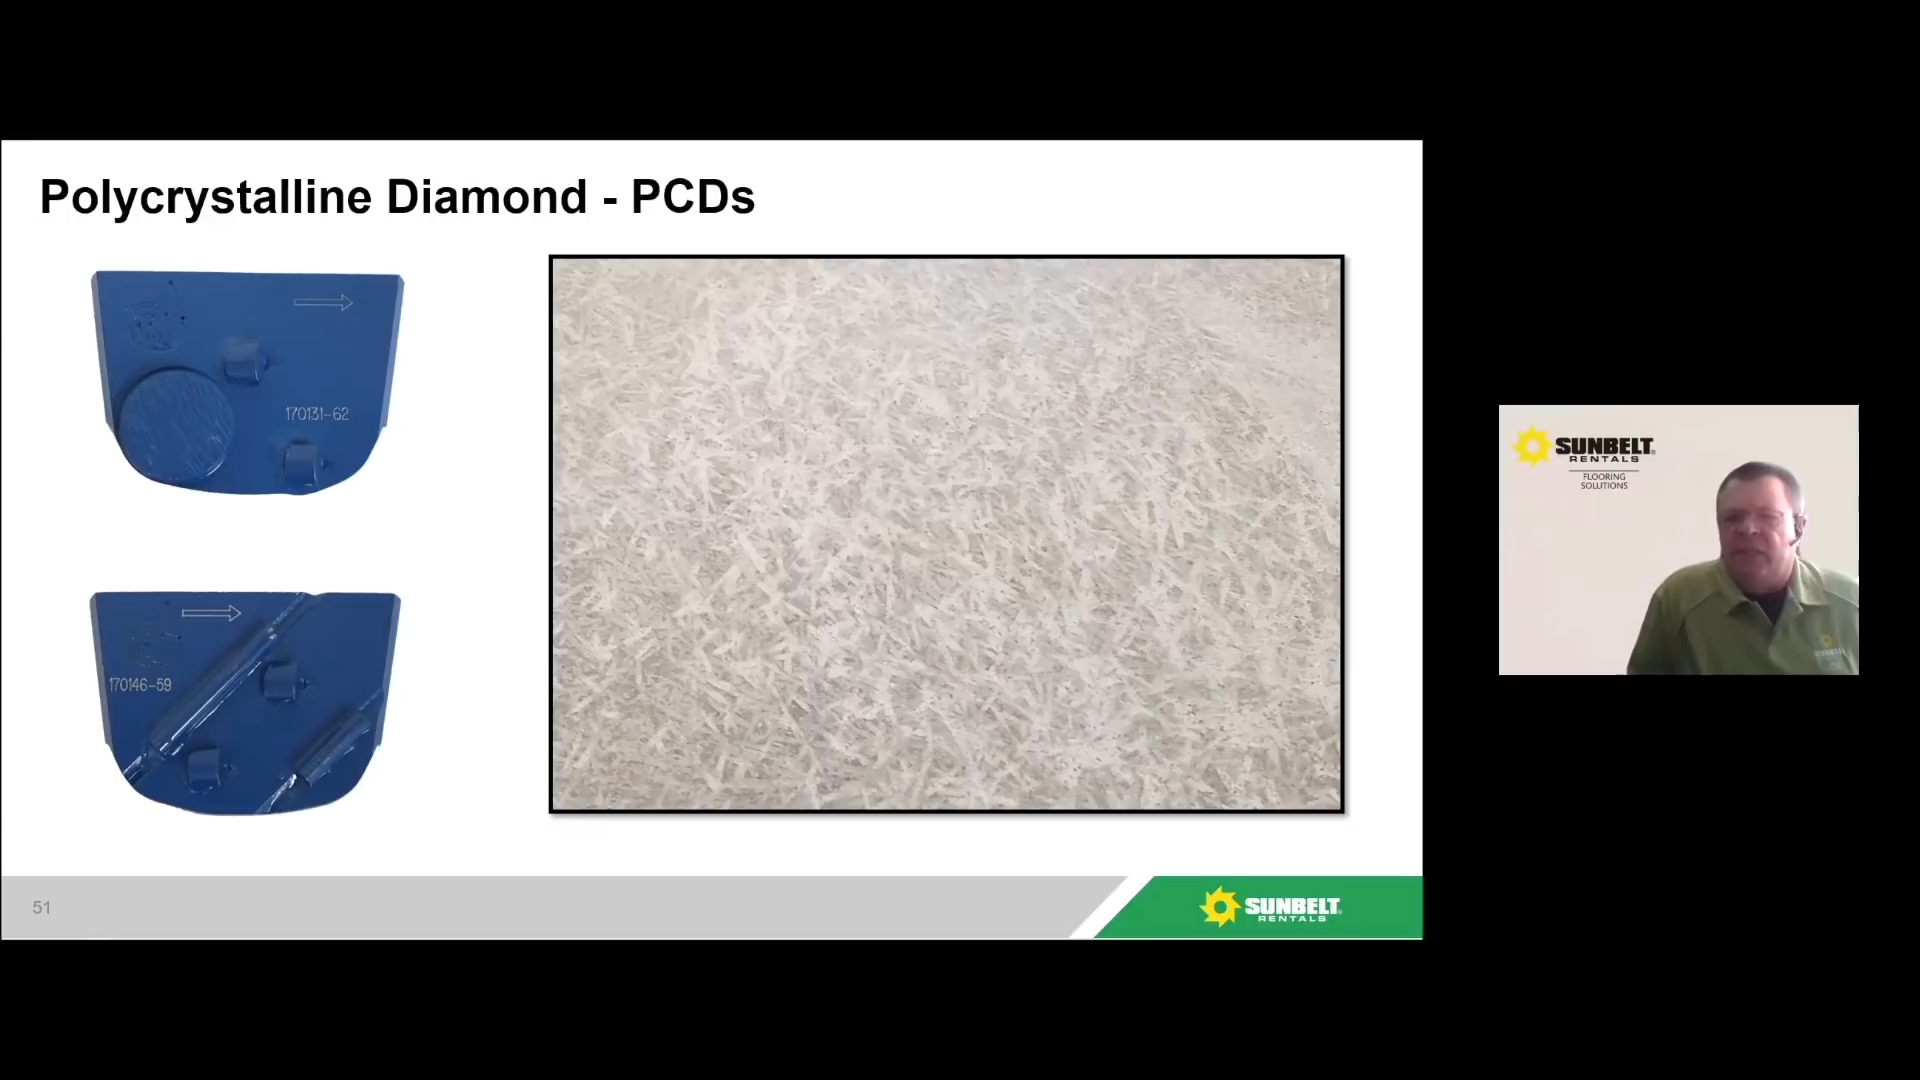 Polycrystalline Diamond - PCDs
170131-62
170146-59
51
SUNBELT
RENTALS
SUNBELT
RENTALS
FLOORING
SOLUTIONS